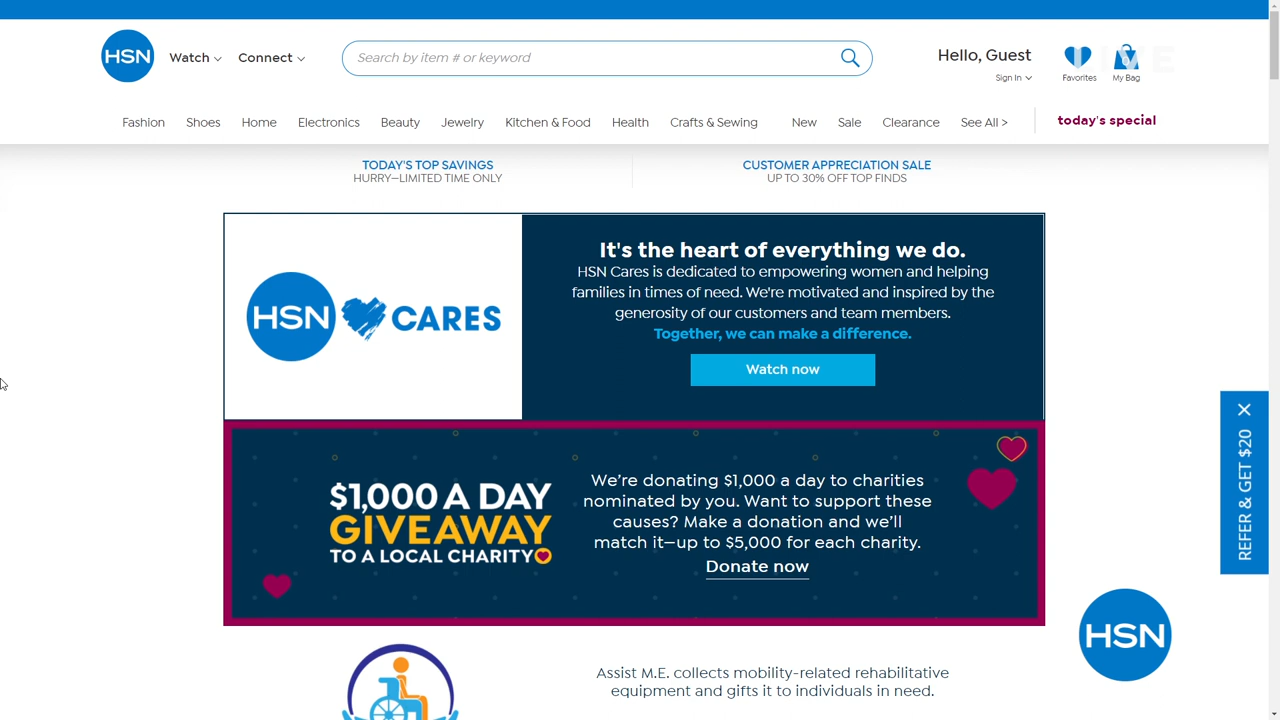 HSN
Watch
Connect
Search by item # or keyword
Hello, Guest
Sign In
Favorites
My Bag
Fashion
Shoes
Home
Electronics
Beauty
Jewelry
Kitchen & Food
Health
Crafts & Sewing
New
Sale
Clearance
See All >
today's special
TODAY'S TOP SAVINGS
HURRY—LIMITED TIME ONLY
CUSTOMER APPRECIATION SALE
UP TO 30% OFF TOP FINDS
HSN CARES
It's the heart of everything we do.
HSN Cares is dedicated to empowering women and helping
families in times of need. We're motivated and inspired by the
generosity of our customers and team members.
Together, we can make a difference.
Watch now
$1,000 A DAY
GIVEAWAY
TO A LOCAL CHARITY
We're donating $1,000 a day to charities
nominated by you. Want to support these
causes? Make a donation and we'll
match it—up to $5,000 for each charity.
Donate now
REFER & GET $20
HSN
Assist M.E. collects mobility-related rehabilitative
equipment and gifts it to individuals in need.